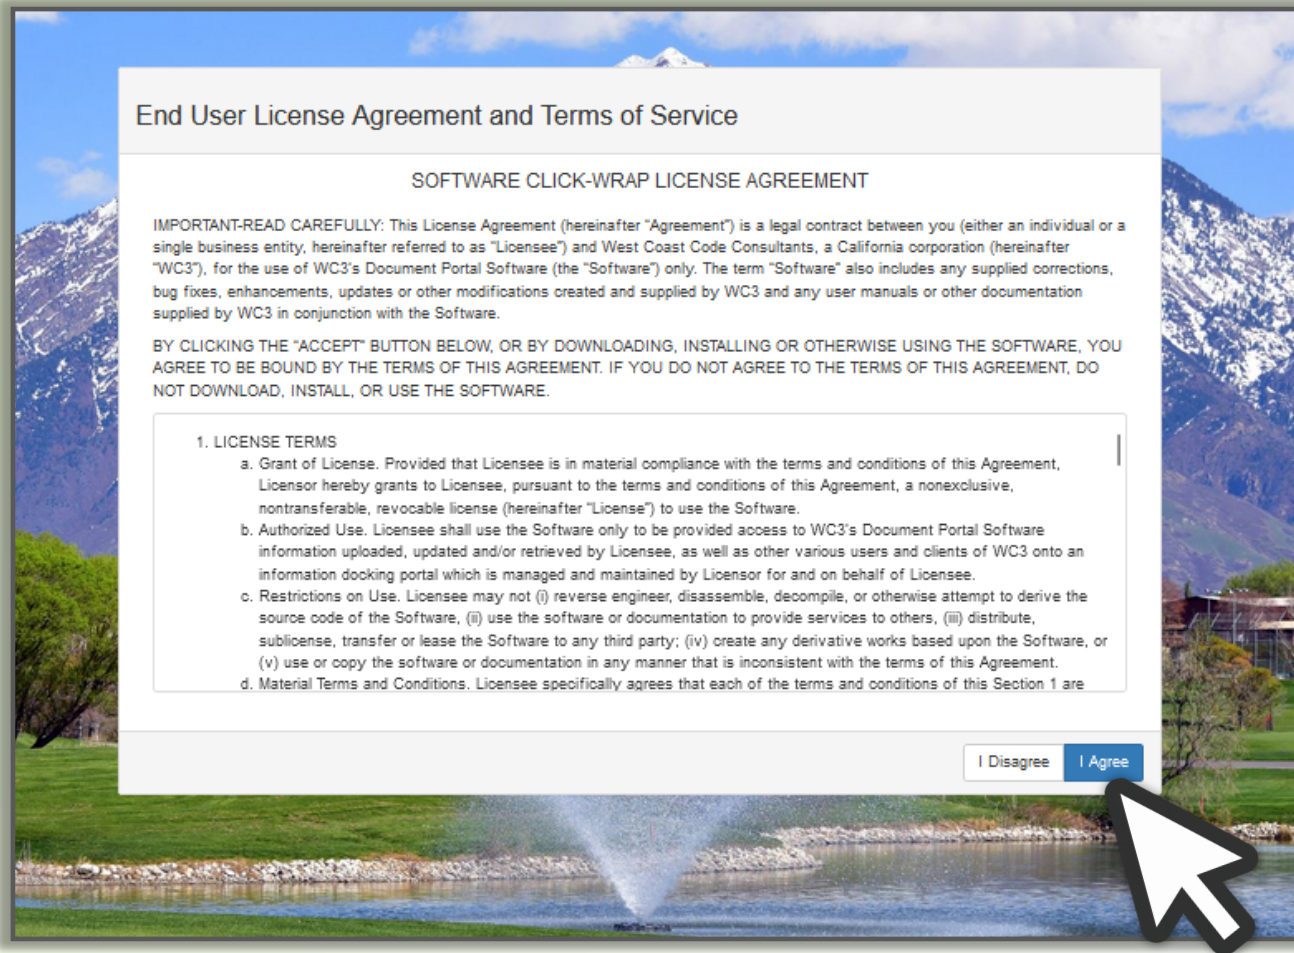 End User License Agreement and Terms of Service
SOFTWARE CLICK-WRAP LICENSE AGREEMENT
IMPORTANT-READ CAREFULLY: This License Agreement (hereinafter “Agreement”) is a legal contract between you (either an individual or a
single business entity, hereinafter referred to as “Licensee”) and West Coast Code Consultants, a California corporation (hereinafter
“WC3”), for the use of WC3’s Document Portal Software (the “Software”) only. The term “Software” also includes any supplied corrections,
bug fixes, enhancements, updates or other modifications created and supplied by WC3 and any user manuals or other documentation
supplied by WC3 in conjunction with the Software.
BY CLICKING THE “ACCEPT” BUTTON BELOW, OR BY DOWNLOADING, INSTALLING OR OTHERWISE USING THE SOFTWARE, YOU
AGREE TO BE BOUND BY THE TERMS OF THIS AGREEMENT. IF YOU DO NOT AGREE TO THE TERMS OF THIS AGREEMENT, DO
NOT DOWNLOAD, INSTALL, OR USE THE SOFTWARE.
1. LICENSE TERMS
a. Grant of License. Provided that Licensee is in material compliance with the terms and conditions of this Agreement,
Licensor hereby grants to Licensee, pursuant to the terms and conditions of this Agreement, a nonexclusive,
nontransferable, revocable license (hereinafter “License”) to use the Software.
b. Authorized Use. Licensee shall use the Software only to be provided access to WC3’s Document Portal Software
information uploaded, updated and/or retrieved by Licensee, as well as other various users and clients of WC3 onto an
information docking portal which is managed and maintained by Licensor for and on behalf of Licensee.
c. Restrictions on Use. Licensee may not (i) reverse engineer, disassemble, decompile, or otherwise attempt to derive the
source code of the Software, (ii) use the software or documentation to provide services to others, (iii) distribute,
sublicense, transfer or lease the Software to any third party; (iv) create any derivative works based upon the Software, or
(v) use or copy the software or documentation in any manner that is inconsistent with the terms of this Agreement.
d. Material Terms and Conditions. Licensee specifically agrees that each of the terms and conditions of this Section 1 are
I Disagree I Agree